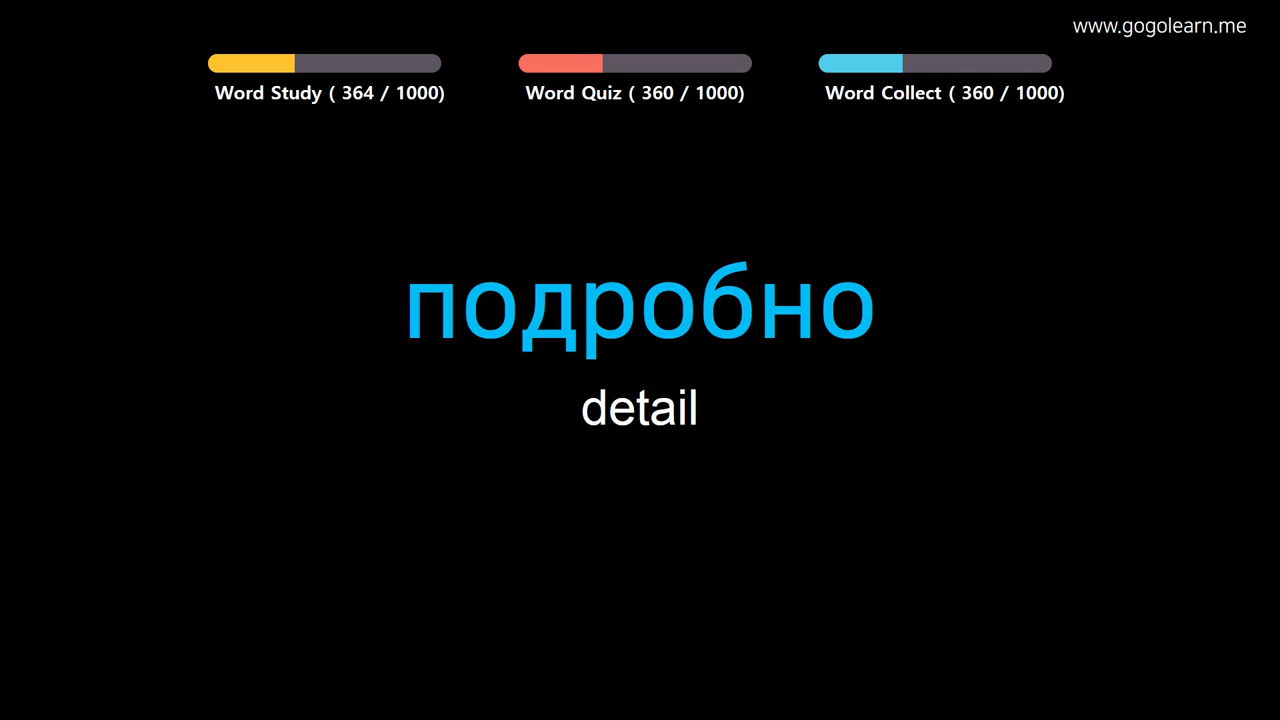 www.gogolearn.me
Word Study ( 364 / 1000)
Word Quiz ( 360 / 1000)
Word Collect ( 360 / 1000)
подробно
detail